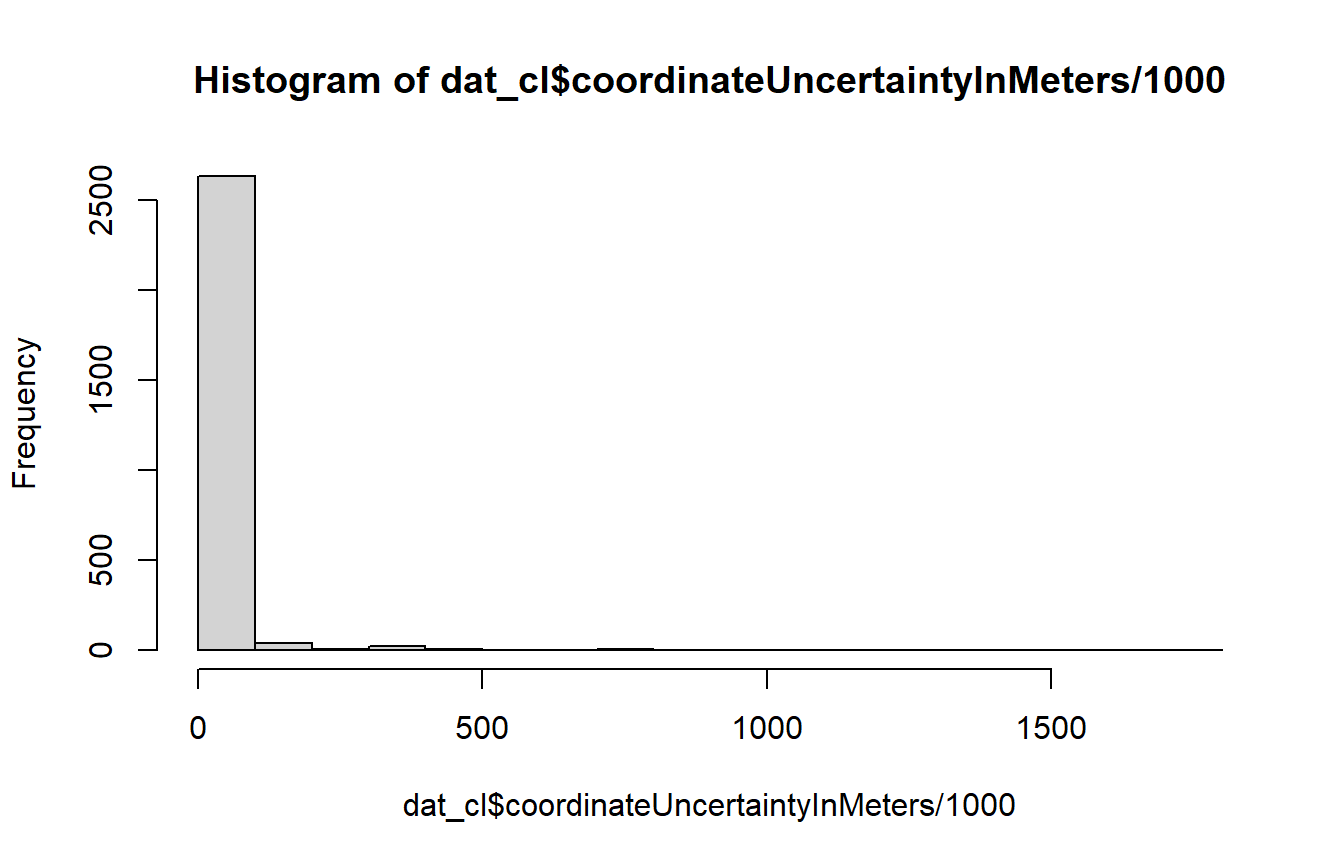 Histogram of dat_cl$coordinateUncertaintyInMeters/1000
Frequency
2500
1500
500
0
0 500 1000 1500
dat_cl$coordinateUncertaintyInMeters/1000